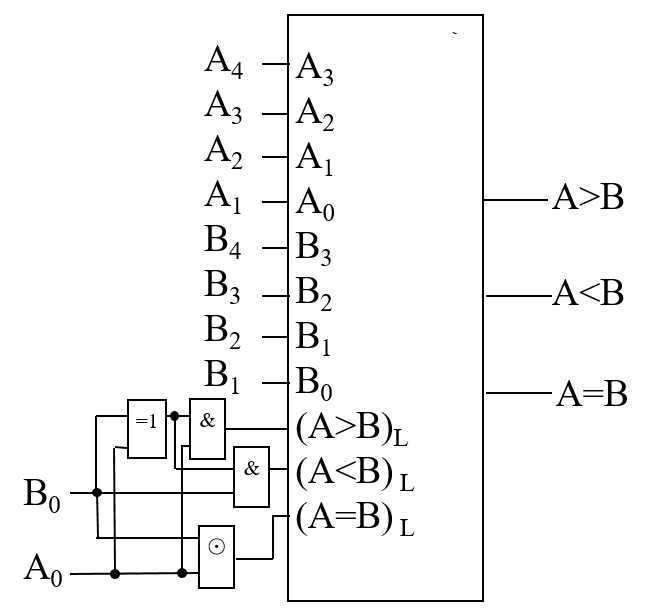 A₄ A₃
A₃ A₂
A₂ A₁
A₁ A₀
B₄ B₃
B₃ B₂
B₂ B₁
B₁ B₀
A>B
A<B
A=B
=1 & (A>B)L
& (A<B) L
B₀
(A=B) L
⊙
A₀